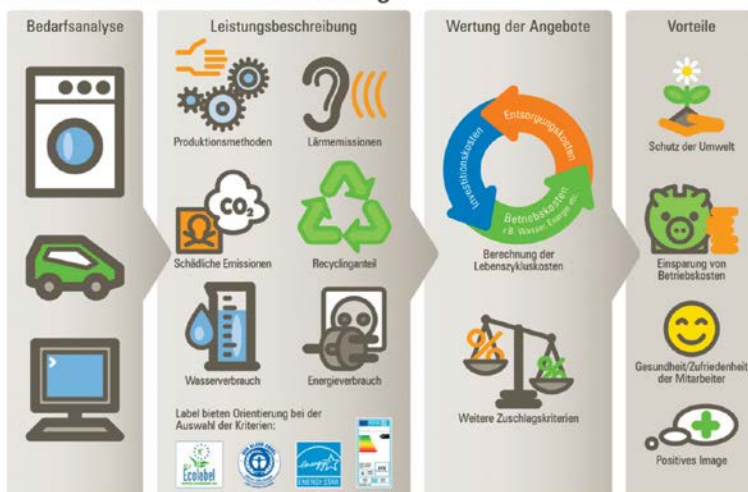 Bedarfsanalyse
Leistungsbeschreibung
Wertung der Angebote
Vorteile
Produktionsmethoden
Lärmemissionen
CO₂
Schädliche Emissionen
Recyclinganteil
Wasserverbrauch
Energieverbrauch
Label bieten Orientierung bei der
Auswahl der Kriterien:
Ecolabel
ENERGY STAR
Investitionskosten
Entsorgungskosten
Betriebskosten
z.B. Wasser, Energie etc.
Berechnung der
Lebenszykluskosten
%
%
Weitere Zuschlagskriterien
Schutz der Umwelt
Einsparung von
Betriebskosten
Gesundheit/Zufriedenheit
der Mitarbeiter
Positives Image